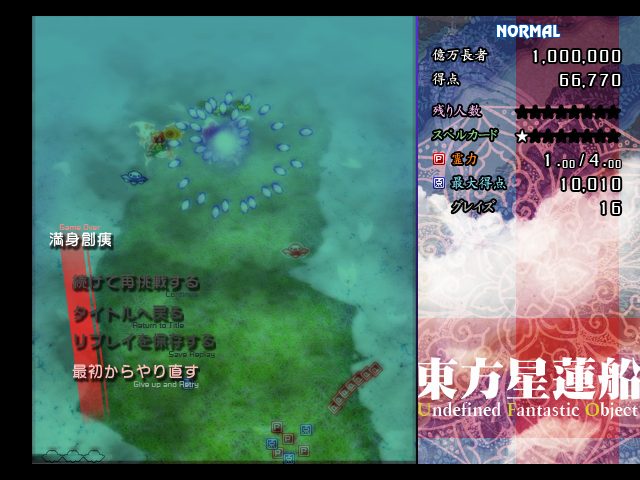 NORMAL
億万長者 1,000,000
得点 66,770
残り人数
スペルカード
P 霊力 1.00/4.00
点 最大得点 10,010
グレイズ 16
Game Over
満身創痍
続けて再挑戦する
Continue
タイトルへ戻る
Return to Title
リプレイを保存する
Save Replay
最初からやり直す
Give up and Retry
東方星蓮船
Undefined Fantastic Object